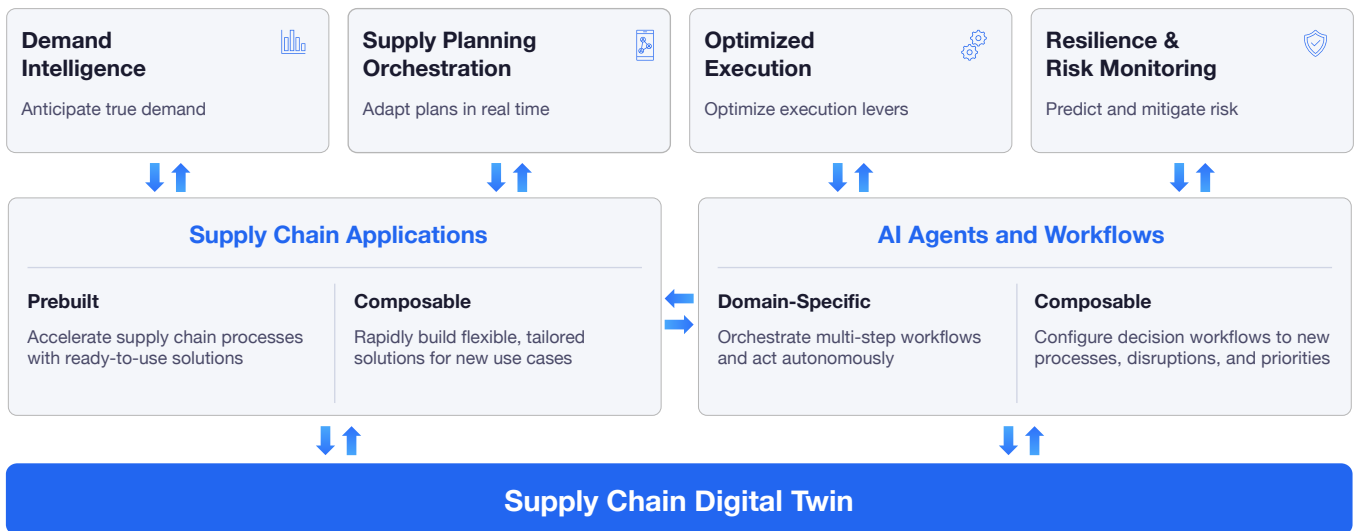 Demand
Intelligence
Anticipate true demand
Supply Planning
Orchestration
Adapt plans in real time
Optimized
Execution
Optimize execution levers
Resilience &
Risk Monitoring
Predict and mitigate risk
Supply Chain Applications
Prebuilt
Accelerate supply chain processes
with ready-to-use solutions
Composable
Rapidly build flexible, tailored
solutions for new use cases
AI Agents and Workflows
Domain-Specific
Orchestrate multi-step workflows
and act autonomously
Composable
Configure decision workflows to new
processes, disruptions, and priorities
Supply Chain Digital Twin